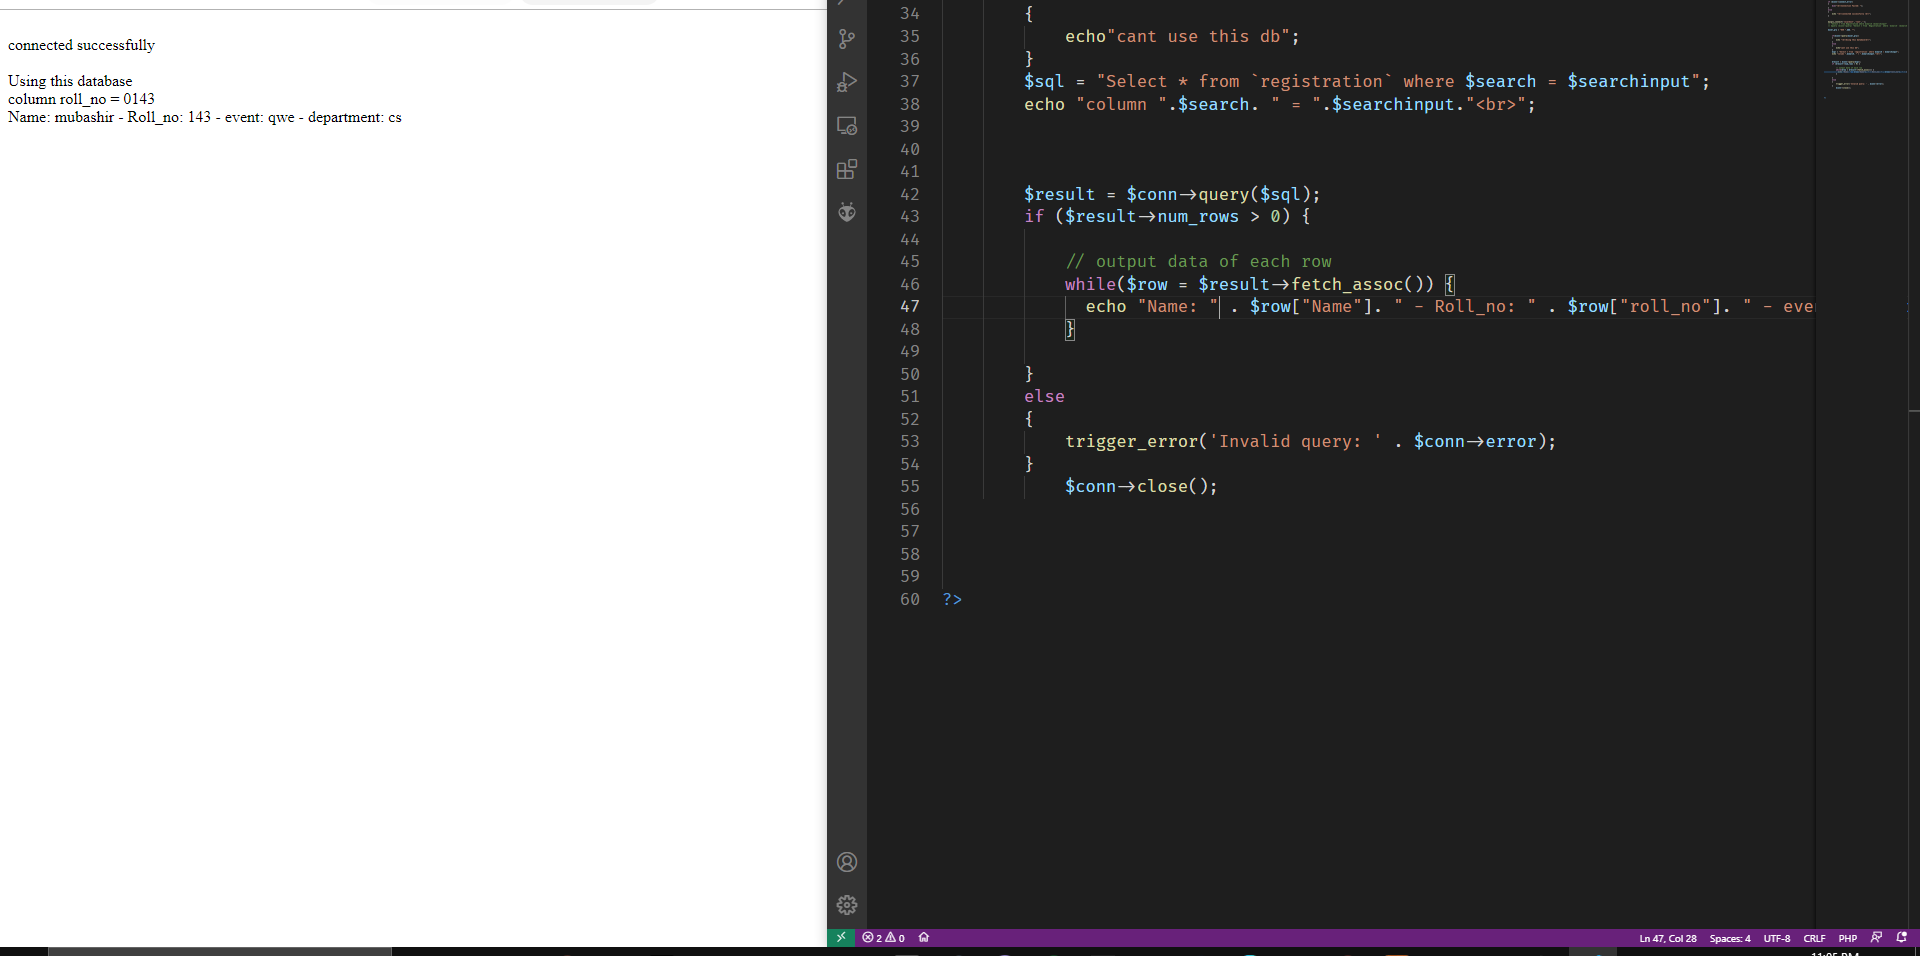 connected successfully
Using this database
column roll_no = 0143
Name: mubashir - Roll_no: 143 - event: qwe - department: cs
34 {
35 echo"cant use this db";
36 }
37 $sql = "Select * from `registration` where $search = $searchinput";
38 echo "column ".$search. " = ".$searchinput."<br>";
39
40
41
42 $result = $conn->query($sql);
43 if ($result->num_rows > 0) {
44
45 // output data of each row
46 while($row = $result->fetch_assoc()) {
47 echo "Name: " . $row["Name"]. " - Roll_no: " . $row["roll_no"]. " - eve
48 }
49
50 }
51 else
52 {
53 trigger_error('Invalid query: ' . $conn->error);
54 }
55 $conn->close();
56
57
58
59
60 ?>
2 0 Ln 47, Col 28 Spaces: 4 UTF-8 CRLF PHP